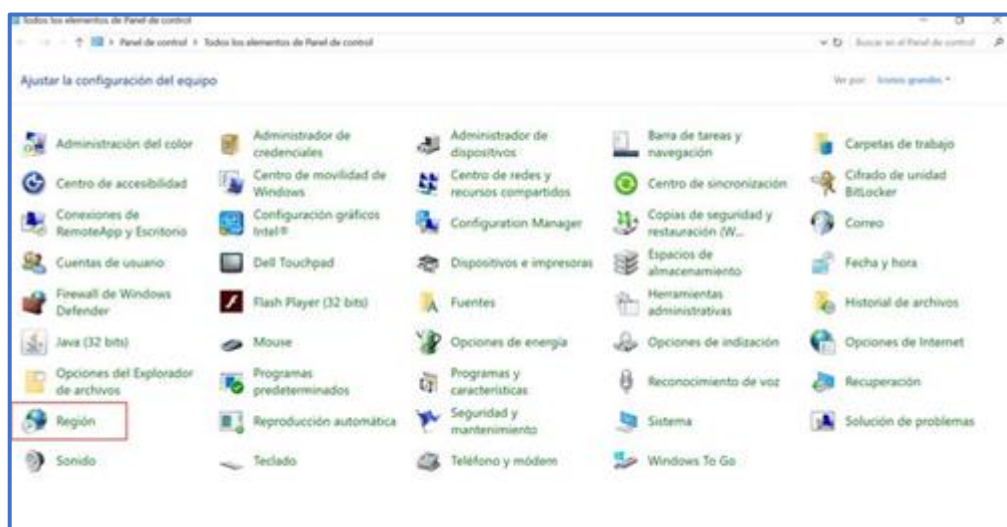 Todos los elementos de Panel de control
Panel de control > Todos los elementos de Panel de control
Buscar en el Panel de control
Ajustar la configuración del equipo
Ver por: Iconos grandes
Administración del color
Administrador de
credenciales
Administrador de
dispositivos
Barra de tareas y
navegación
Carpetas de trabajo
Centro de accesibilidad
Centro de movilidad de
Windows
Centro de redes y
recursos compartidos
Centro de sincronización
Cifrado de unidad
BitLocker
Conexiones de
RemoteApp y Escritorio
Configuración gráficos
Intel®
Configuration Manager
Copias de seguridad y
restauración (W...
Correo
Cuentas de usuario
Dell Touchpad
Dispositivos e impresoras
Espacios de
almacenamiento
Fecha y hora
Firewall de Windows
Defender
Flash Player (32 bits)
Fuentes
Herramientas
administrativas
Historial de archivos
Java (32 bits)
Mouse
Opciones de energía
Opciones de indización
Opciones de Internet
Opciones del Explorador
de archivos
Programas
predeterminados
Programas y
características
Reconocimiento de voz
Recuperación
Región
Reproducción automática
Seguridad y
mantenimiento
Sistema
Solución de problemas
Sonido
Teclado
Teléfono y módem
Windows To Go